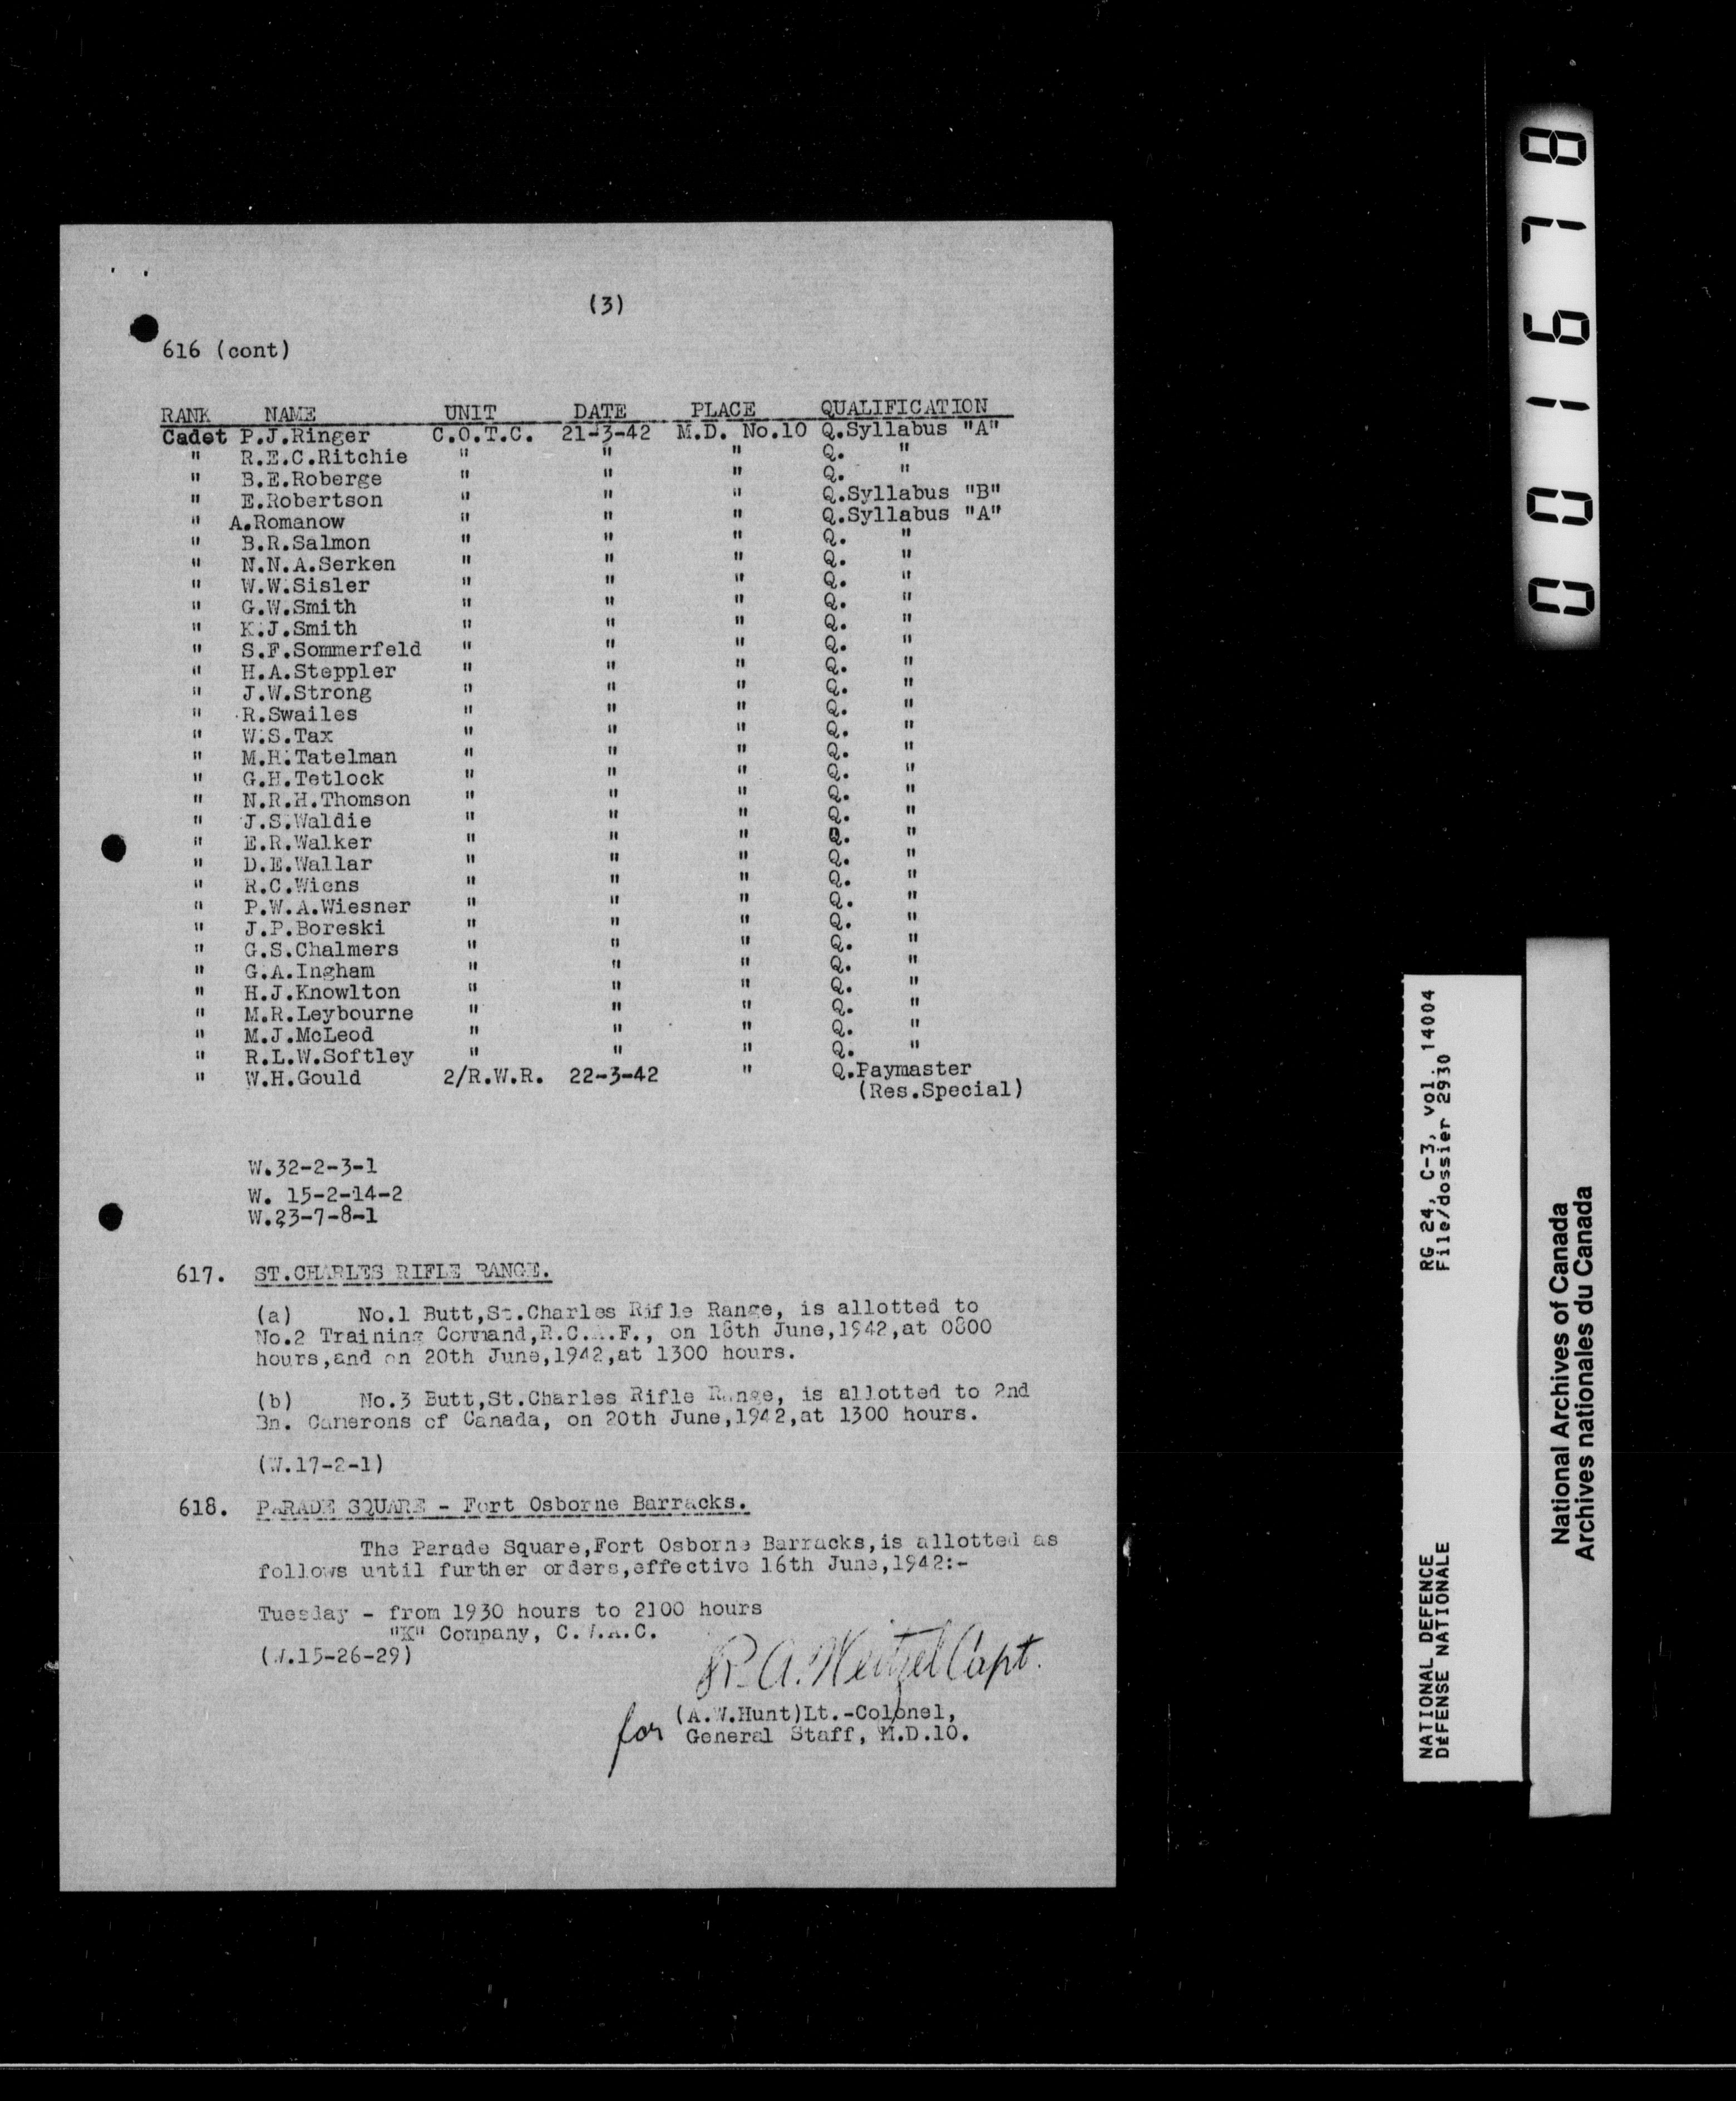 (3)
616 (cont)
RANK NAME UNIT DATE PLACE QUALIFICATION
Cadet P.J.Ringer C.O.T.C. 21-3-42 M.D. No.10 Q.Syllabus "A"
" R.E.C.Ritchie " " " Q. "
" B.E.Roberge " " " Q. "
" E.Robertson " " " Q.Syllabus "B"
" A.Romanow " " " Q.Syllabus "A"
" B.R.Salmon " " " Q. "
" N.N.A.Serken " " " Q. "
" W.W.Sisler " " " Q. "
" G.W.Smith " " " Q. "
" K.J.Smith " " " Q. "
" S.F.Sommerfeld " " " Q. "
" H.A.Steppler " " " Q. "
" J.W.Strong " " " Q. "
" R.Swailes " " " Q. "
" W.S.Tax " " " Q. "
" M.H.Tatelman " " " Q. "
" G.H.Tetlock " " " Q. "
" N.R.H.Thomson " " " Q. "
" J.S.Waldie " " " Q. "
" E.R.Walker " " " Q. "
" D.E.Wallar " " " Q. "
" R.C.Wiens " " " Q. "
" P.W.A.Wiesner " " " Q. "
" J.P.Boreski " " " Q. "
" G.S.Chalmers " " " Q. "
" G.A.Ingham " " " Q. "
" H.J.Knowlton " " " Q. "
" M.R.Leybourne " " " Q. "
" M.J.McLeod " " " Q. "
" R.L.W.Softley " " " Q. "
" W.H.Gould 2/R.W.R. 22-3-42 " Q.Paymaster
(Res.Special)
W.32-2-3-1
W. 15-2-14-2
W.23-7-8-1
617. ST.CHARLES RIFLE RANGE.
(a) No.1 Butt,St.Charles Rifle Range, is allotted to
No.2 Training Command,R.C.A.F., on 18th June,1942,at 0800
hours,and on 20th June,1942,at 1300 hours.
(b) No.3 Butt,St.Charles Rifle Range, is allotted to 2nd
Bn. Camerons of Canada, on 20th June,1942,at 1300 hours.
(W.17-2-1)
618. PARADE SQUARE - Fort Osborne Barracks.
The Parade Square,Fort Osborne Barracks,is allotted as
follows until further orders,effective 16th June,1942:-
Tuesday - from 1930 hours to 2100 hours
"K" Company, C.W.A.C.
(W.15-26-29)
R.A. Weitzel Capt.
for (A.W.Hunt)Lt.-Colonel,
General Staff, M.D.10.
001678
NATIONAL DEFENCE RG 24, C-3, vol. 14004
DéFENSE NATIONALE File/dossier 2930
National Archives of Canada
Archives nationales du Canada